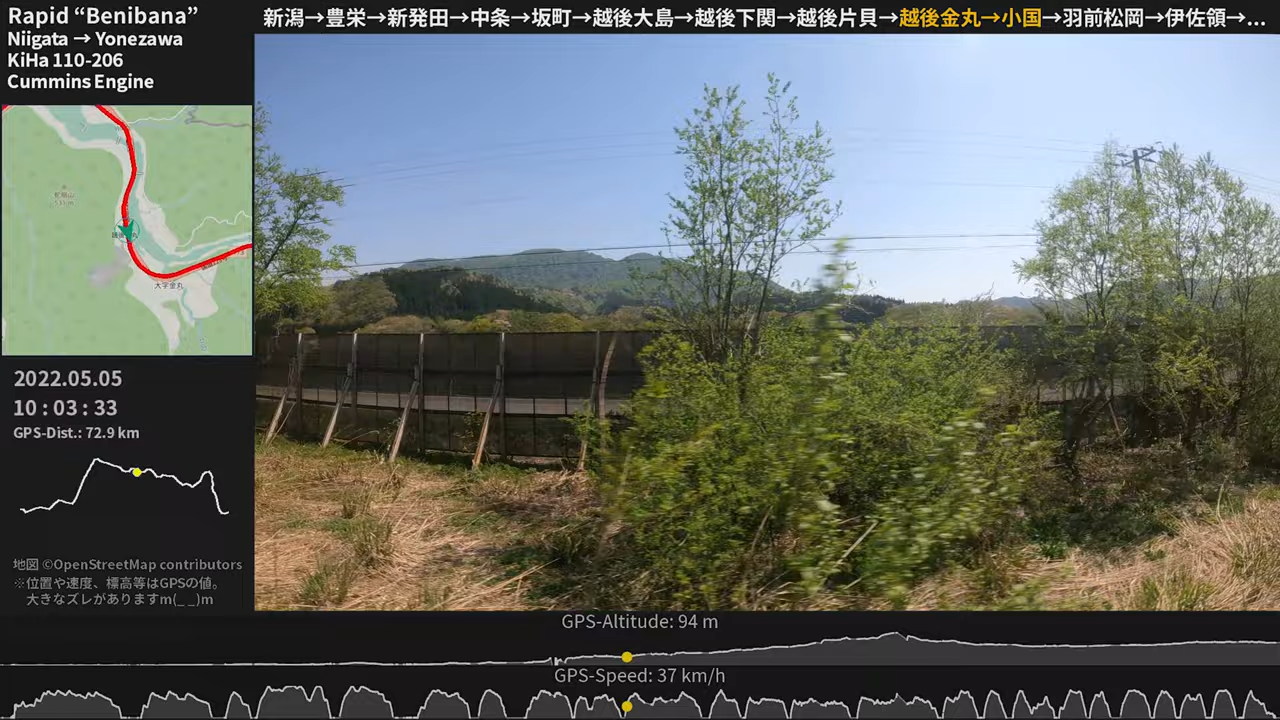 Rapid “Benibana”
Niigata → Yonezawa
KiHa 110-206
Cummins Engine
新潟→豊栄→新発田→中条→坂町→越後大島→越後下関→越後片貝→越後金丸→小国→羽前松岡→伊佐領→...
大字金丸
2022.05.05
10 : 03 : 33
GPS-Dist.: 72.9 km
地図 ©OpenStreetMap contributors
※位置や速度、標高等はGPSの値。
大きなズレがありますm(_ _)m
GPS-Altitude: 94 m
GPS-Speed: 37 km/h